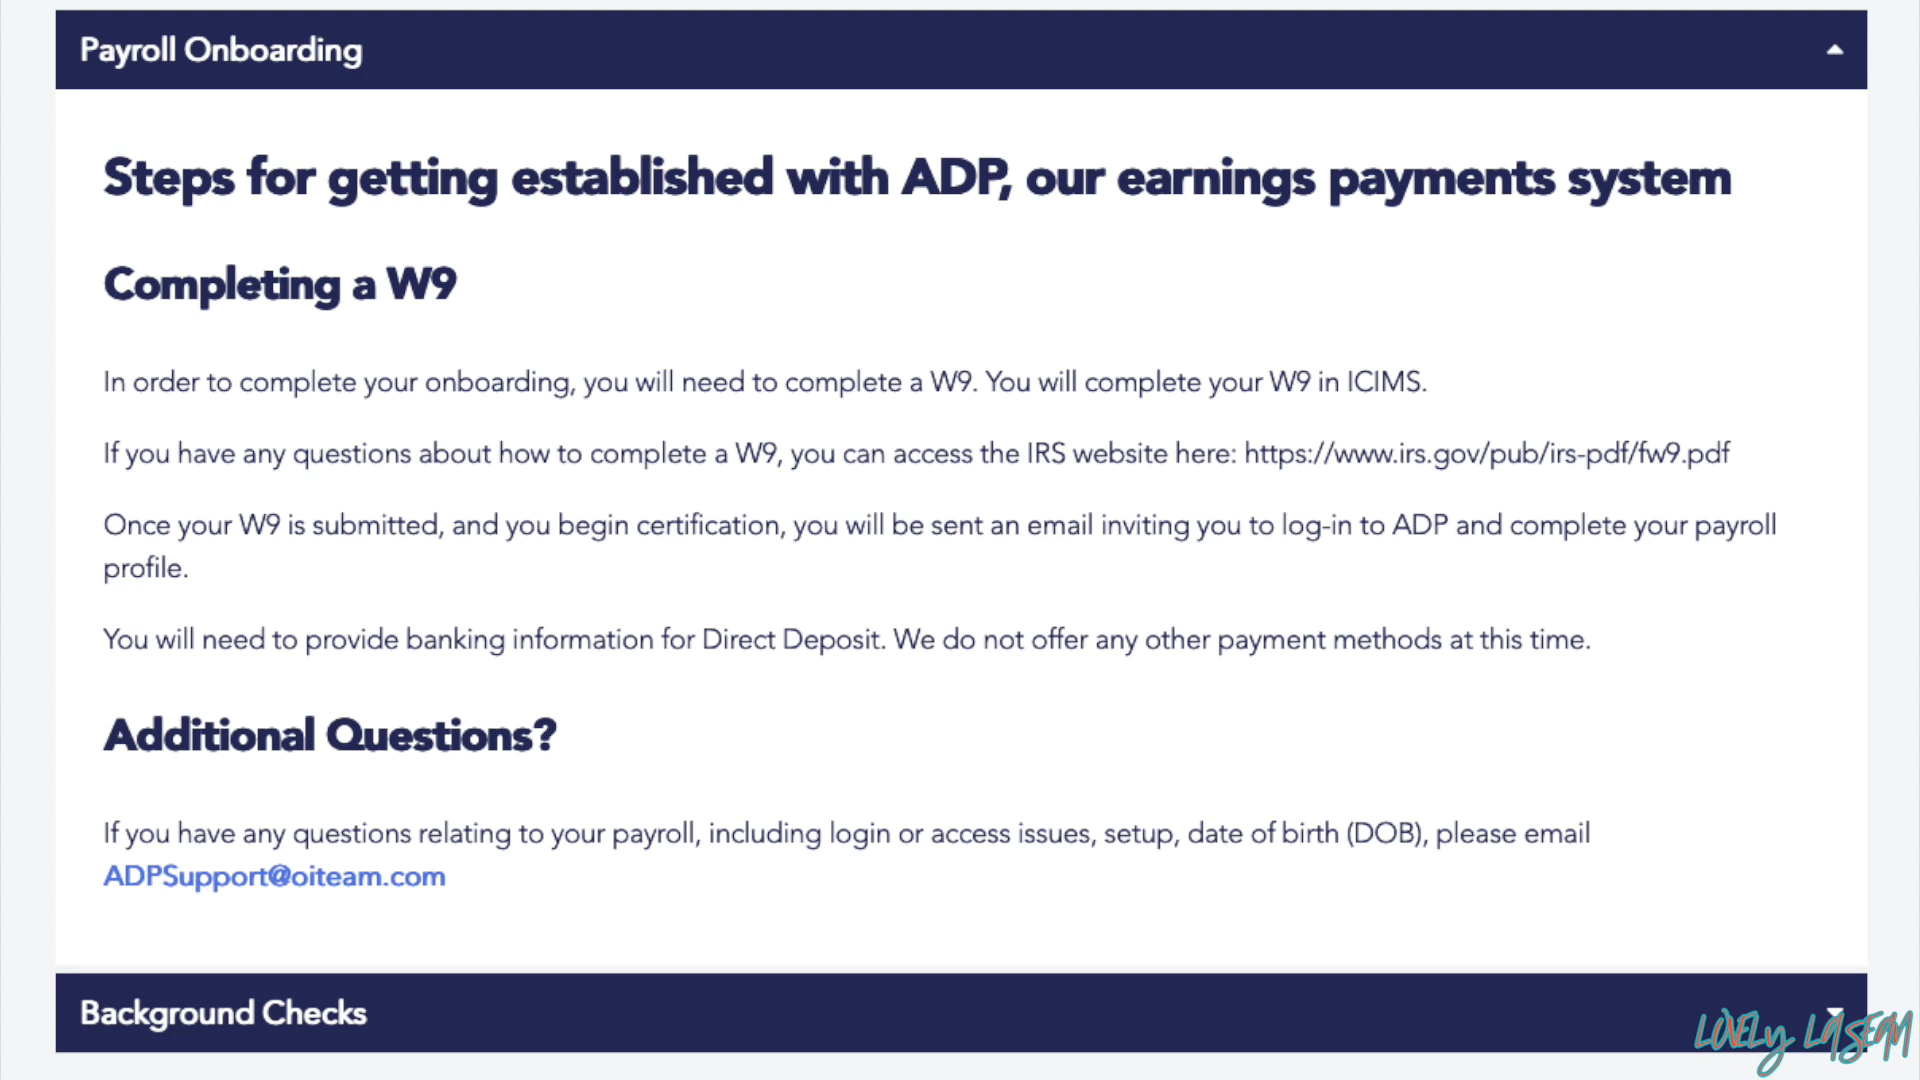 Payroll Onboarding
Steps for getting established with ADP, our earnings payments system
Completing a W9
In order to complete your onboarding, you will need to complete a W9. You will complete your W9 in ICIMS.
If you have any questions about how to complete a W9, you can access the IRS website here: https://www.irs.gov/pub/irs-pdf/fw9.pdf
Once your W9 is submitted, and you begin certification, you will be sent an email inviting you to log-in to ADP and complete your payroll
profile.
You will need to provide banking information for Direct Deposit. We do not offer any other payment methods at this time.
Additional Questions?
If you have any questions relating to your payroll, including login or access issues, setup, date of birth (DOB), please email
ADPSupport@oiteam.com
Background Checks
LOVELy